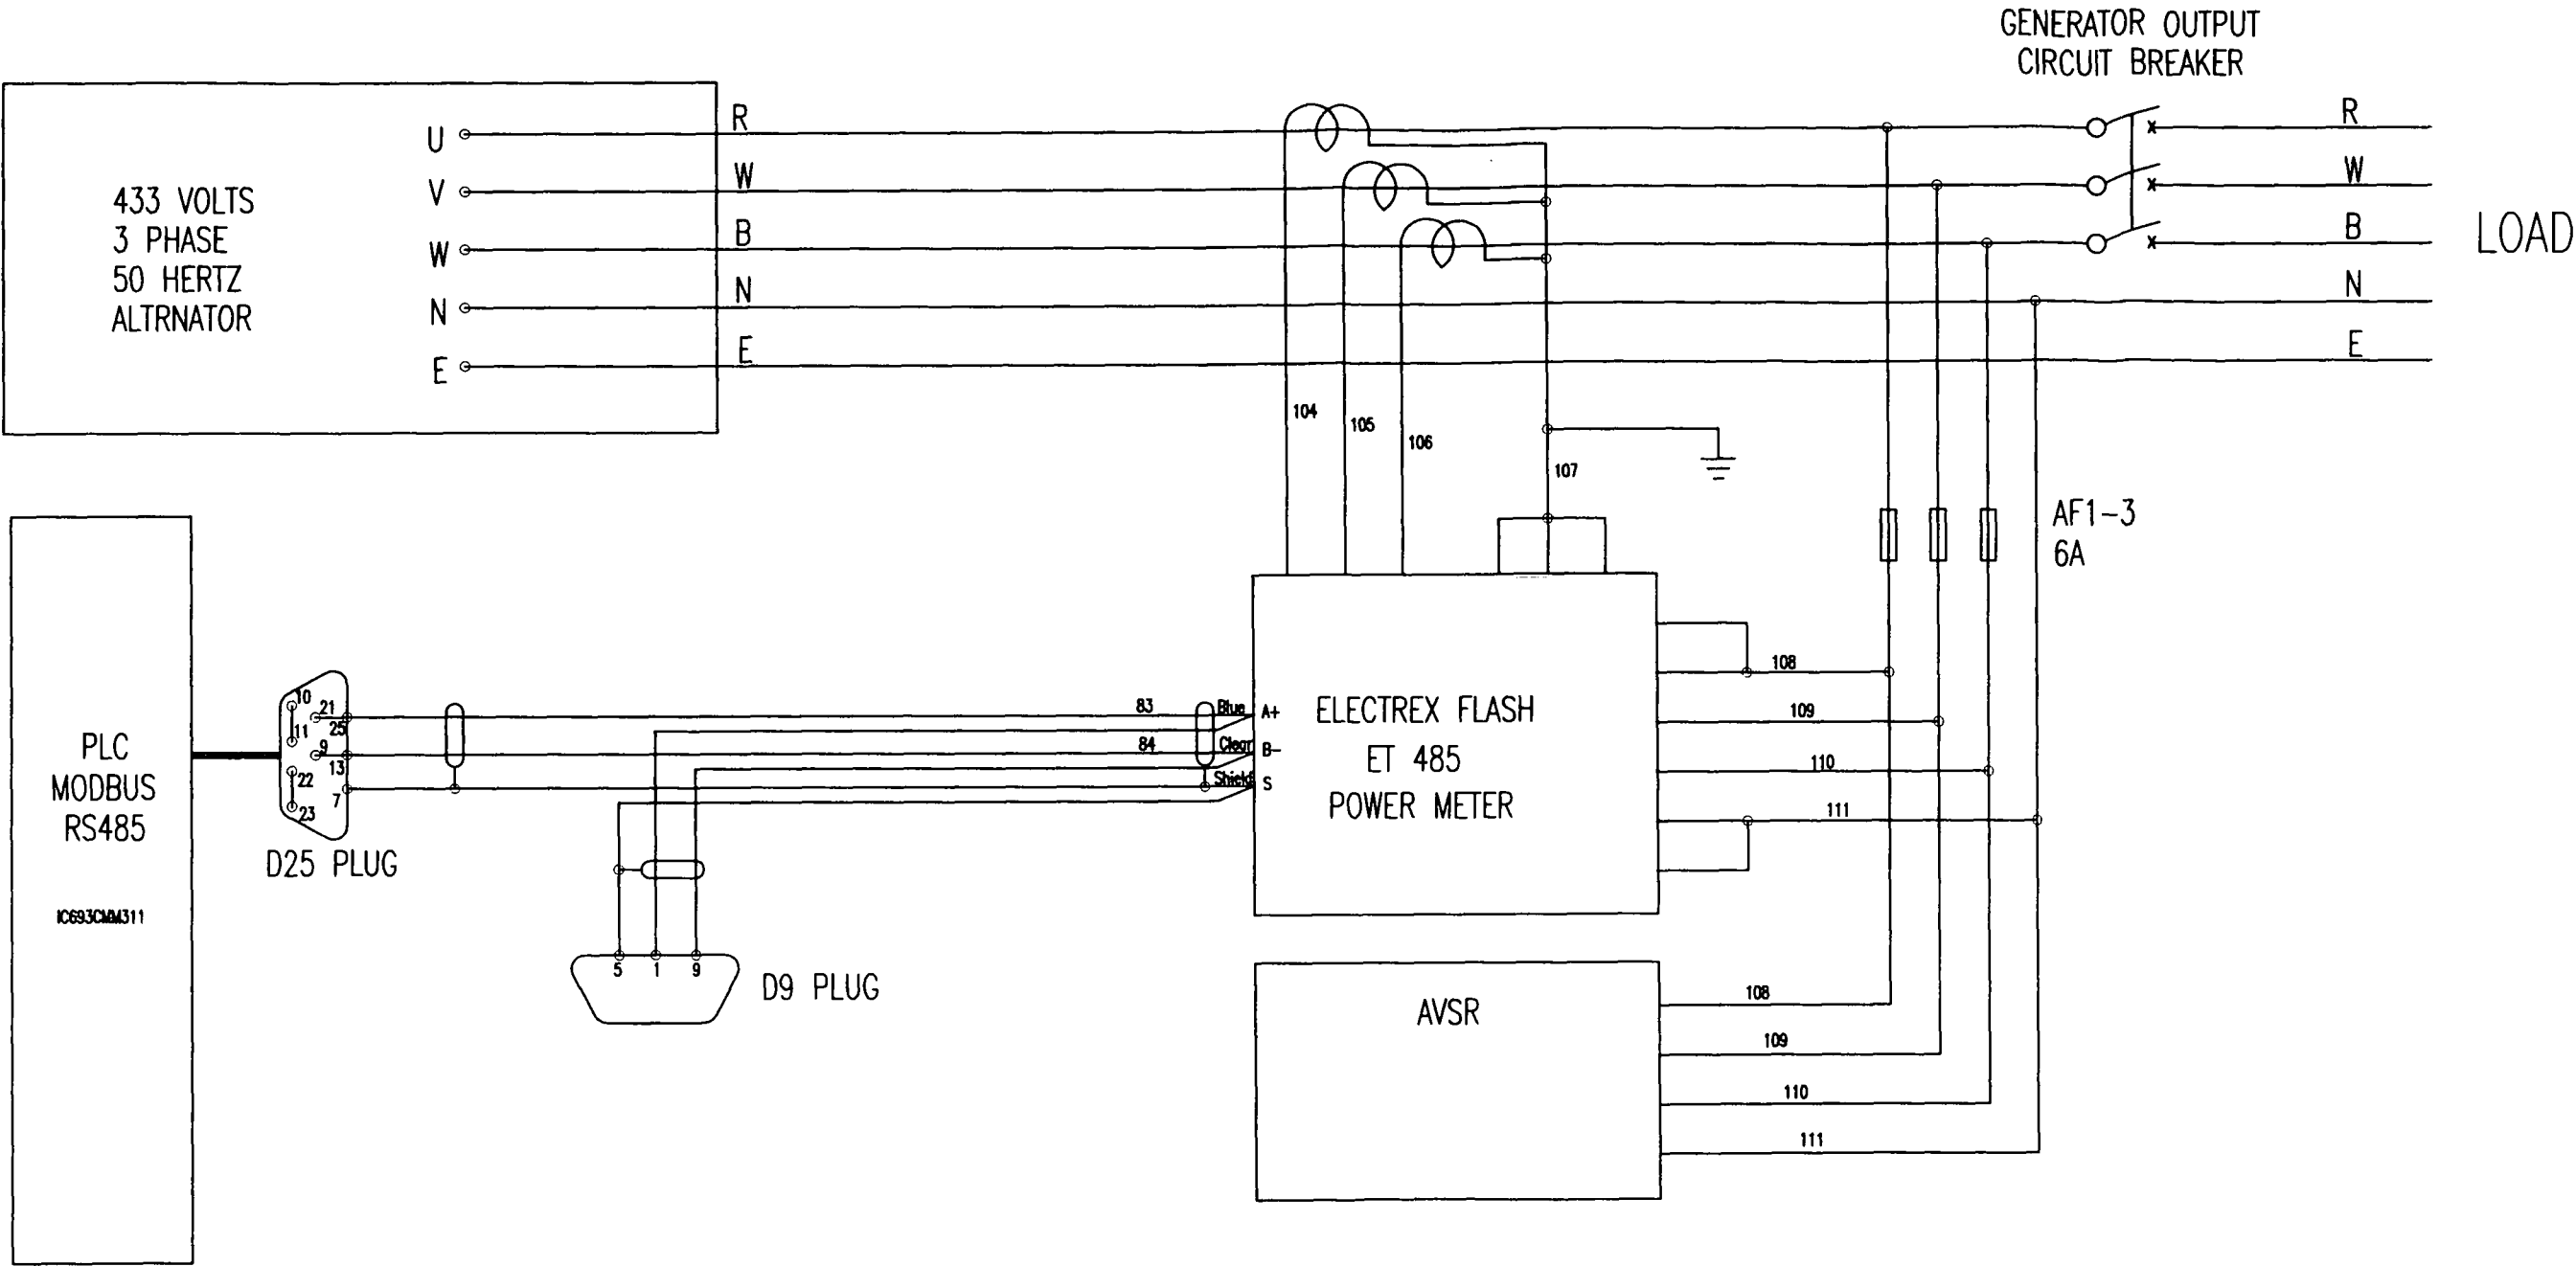 GENERATOR OUTPUT
CIRCUIT BREAKER
433 VOLTS
3 PHASE
50 HERTZ
ALTRNATOR
U
V
W
N
E
R
W
B
N
E
R
W
B
N
E
LOAD
104
105
106
107
AF1-3
6A
PLC
MODBUS
RS485
IC693CMM311
10
21
11
25
9
13
22
7
23
D25 PLUG
83
Blue
A+
84
Clear
B-
Shield
S
5
1
9
D9 PLUG
ELECTREX FLASH
ET 485
POWER METER
108
109
110
111
AVSR
108
109
110
111